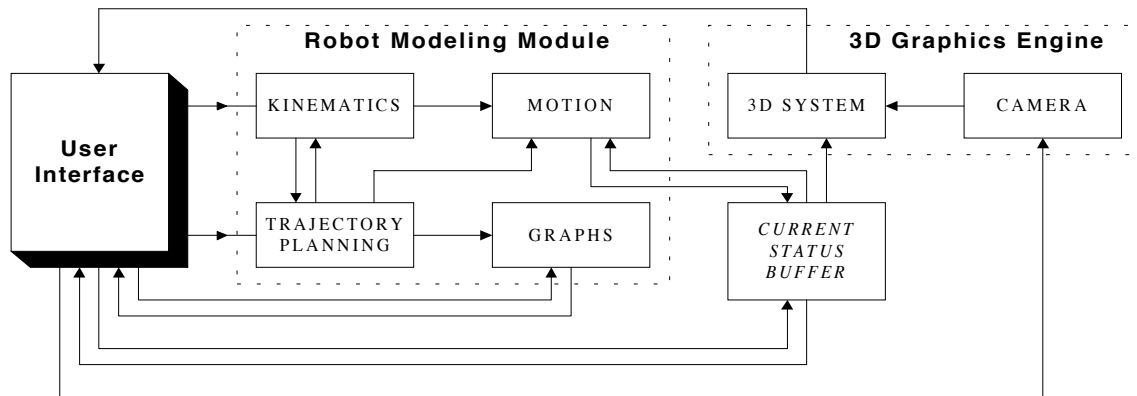 Robot Modeling Module
3D Graphics Engine
User
Interface
KINEMATICS
MOTION
3D SYSTEM
CAMERA
TRAJECTORY
PLANNING
GRAPHS
CURRENT
STATUS
BUFFER